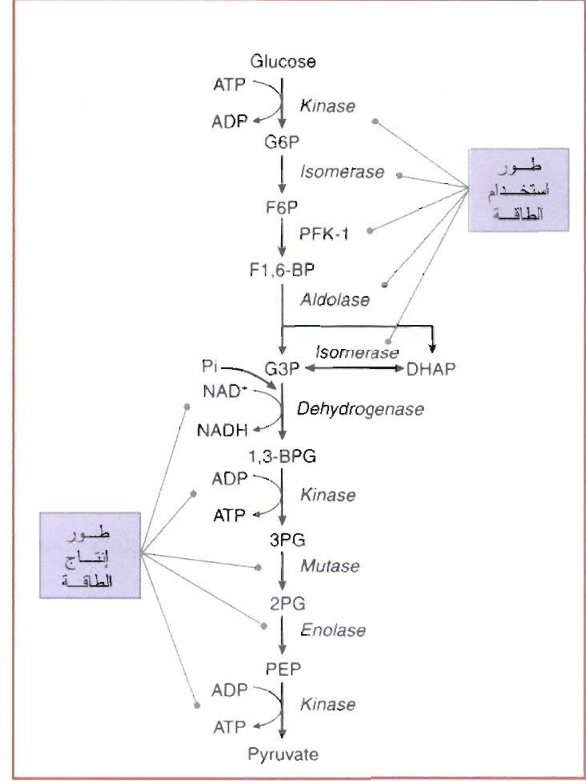 Glucose
ATP
Kinase
ADP
G6P
Isomerase
طور
استخدام
الطاقة
F6P
PFK-1
F1,6-BP
Aldolase
Isomerase
Pi
G3P
DHAP
NAD+
Dehydrogenase
NADH
1,3-BPG
ADP
Kinase
ATP
طور
إنتاج
الطاقة
3PG
Mutase
2PG
Enolase
PEP
ADP
Kinase
ATP
Pyruvate